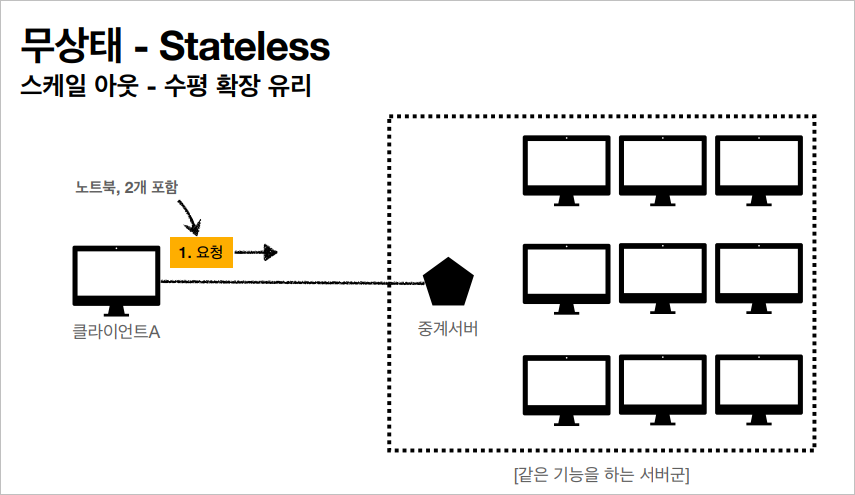 무상태 - Stateless
스케일 아웃 - 수평 확장 유리
노트북, 2개 포함
1. 요청
클라이언트A
중계서버
[같은 기능을 하는 서버군]